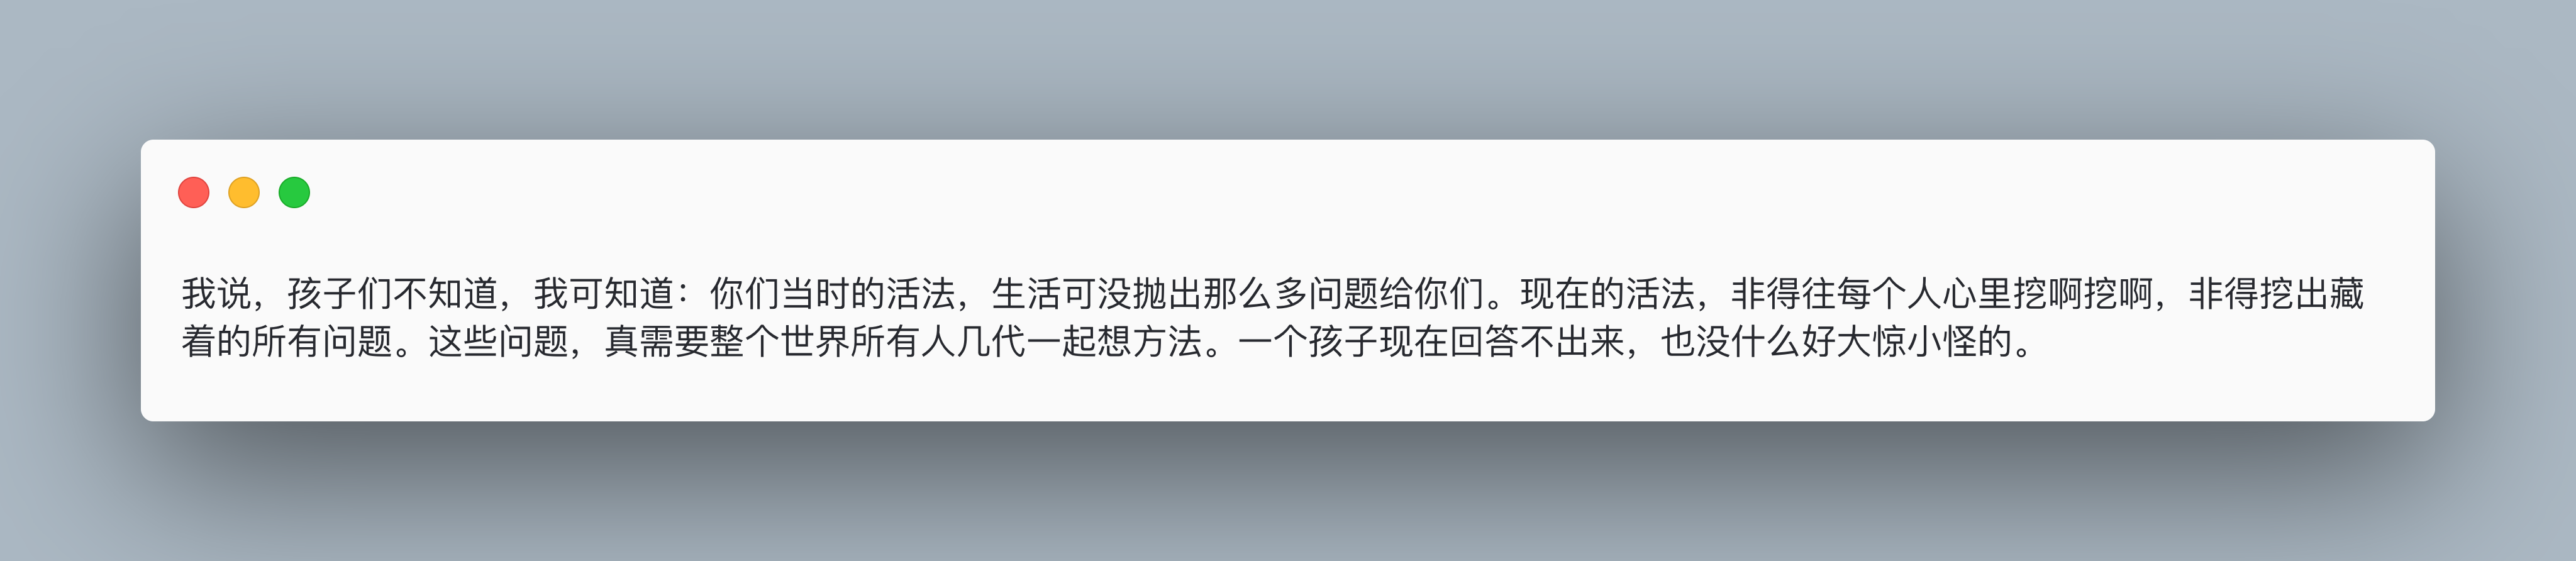 我说，孩子们不知道，我可知道：你们当时的活法，生活可没抛出那么多问题给你们。现在的活法，非得往每个人心里挖啊挖啊，非得挖出藏
着的所有问题。这些问题，真需要整个世界所有人几代一起想方法。一个孩子现在回答不出来，也没什么好大惊小怪的。